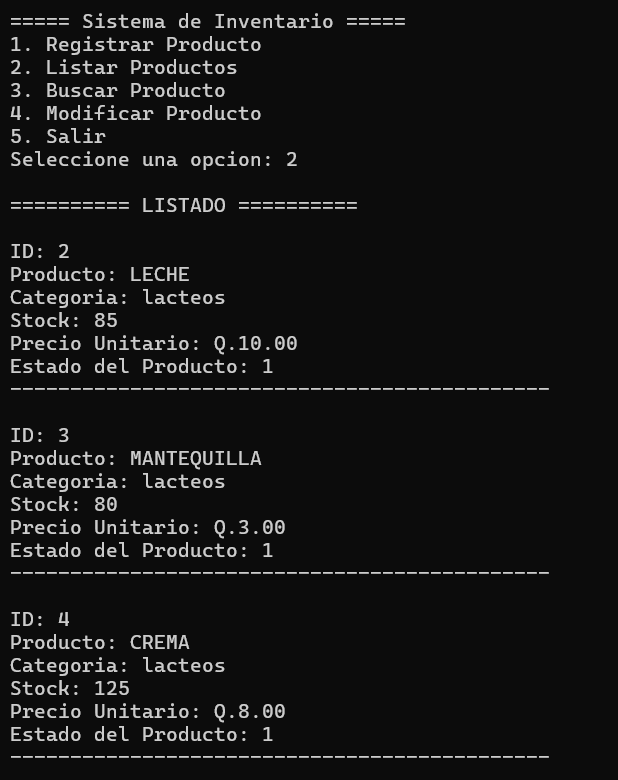 ===== Sistema de Inventario =====
1. Registrar Producto
2. Listar Productos
3. Buscar Producto
4. Modificar Producto
5. Salir
Seleccione una opcion: 2
========== LISTADO ==========
ID: 2
Producto: LECHE
Categoria: lacteos
Stock: 85
Precio Unitario: Q.10.00
Estado del Producto: 1
---------------------------------------------
ID: 3
Producto: MANTEQUILLA
Categoria: lacteos
Stock: 80
Precio Unitario: Q.3.00
Estado del Producto: 1
---------------------------------------------
ID: 4
Producto: CREMA
Categoria: lacteos
Stock: 125
Precio Unitario: Q.8.00
Estado del Producto: 1
---------------------------------------------